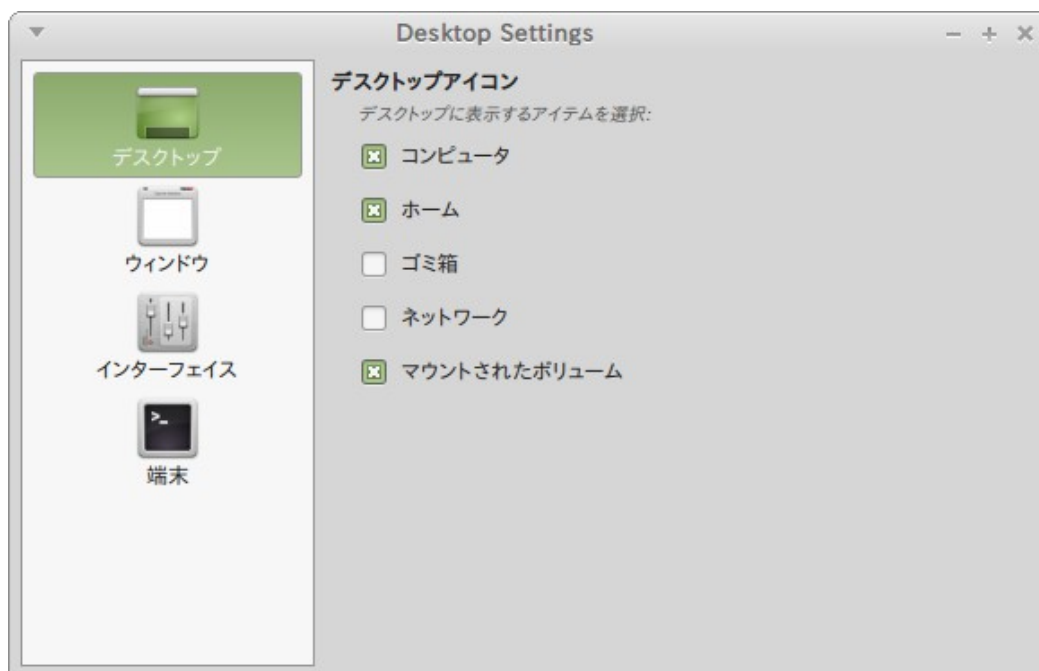 Desktop Settings
デスクトップ
ウィンドウ
インターフェイス
>_
端末
デスクトップアイコン
デスクトップに表示するアイテムを選択:
コンピュータ
ホーム
ゴミ箱
ネットワーク
マウントされたボリューム